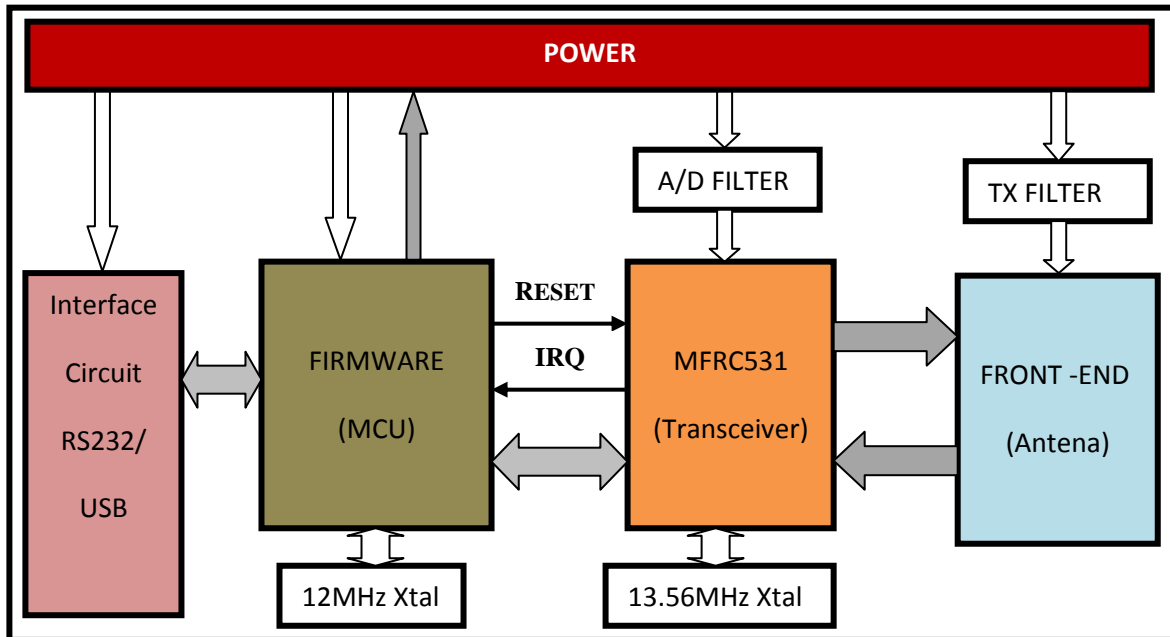 POWER
A/D FILTER
TX FILTER
Interface
Circuit
RS232/
USB
FIRMWARE
(MCU)
RESET
IRQ
MFRC531
(Transceiver)
FRONT -END
(Antena)
12MHz Xtal
13.56MHz Xtal